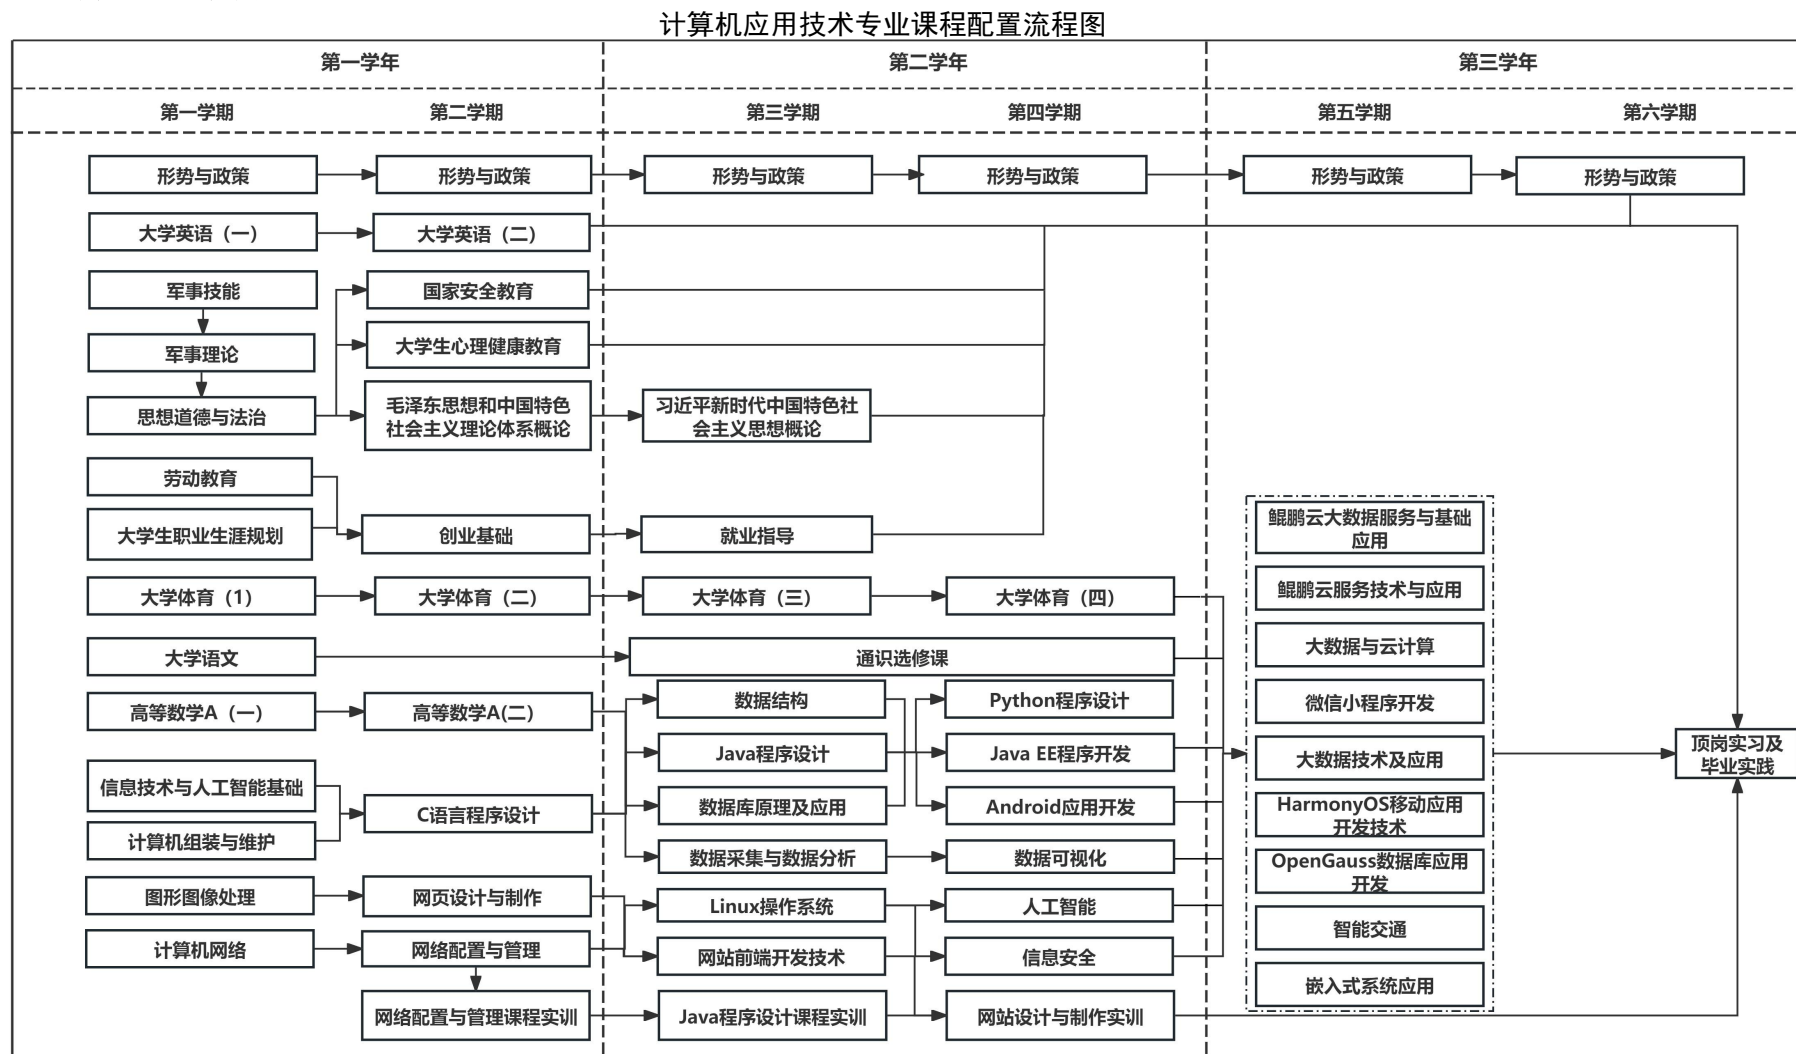 计算机应用技术专业课程配置流程图
第一学年
第二学年
第三学年
第一学期
第二学期
第三学期
第四学期
第五学期
第六学期
形势与政策
形势与政策
形势与政策
形势与政策
形势与政策
形势与政策
大学英语（一）
大学英语（二）
军事技能
国家安全教育
军事理论
大学生心理健康教育
思想道德与法治
毛泽东思想和中国特色
社会主义理论体系概论
习近平新时代中国特色社
会主义思想概论
劳动教育
大学生职业生涯规划
创业基础
就业指导
大学体育（1）
大学体育（二）
大学体育（三）
大学体育（四）
大学语文
通识选修课
高等数学A（一）
高等数学A(二）
数据结构
Python程序设计
Java程序设计
Java EE程序开发
信息技术与人工智能基础
计算机组装与维护
C语言程序设计
数据库原理及应用
Android应用开发
数据采集与数据分析
数据可视化
图形图像处理
网页设计与制作
Linux操作系统
人工智能
计算机网络
网络配置与管理
网站前端开发技术
信息安全
网络配置与管理课程实训
Java程序设计课程实训
网站设计与制作实训
鲲鹏云大数据服务与基础
应用
鲲鹏云服务技术与应用
大数据与云计算
微信小程序开发
大数据技术及应用
HarmonyOS移动应用
开发技术
OpenGauss数据库应用
开发
智能交通
嵌入式系统应用
顶岗实习及
毕业实践